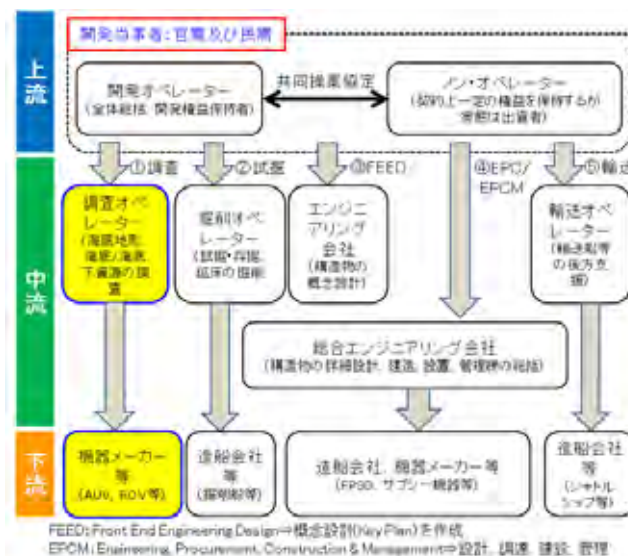 開発当事者:官需及び民需
上流
開発オペレーター
(全体総括、開発権益保持者)
共同操業協定
ノン・オペレーター
(契約上一定の権益を保持するが
実態は出資者)
①調査
②試掘
③FEED
④EPC/
EPCM
⑤輸送
中流
調査オペ
レーター
(海底地形、
海底/海底
下資源の調
査)
掘削オペ
レーター
(試掘・
の掘削)
エンジニ
アリング
会社
(構造物の
概念設計)
輸送オペ
レーター
(輸送船等
の後方支
援)
総合エンジニアリング会社
(構造物の詳細設計、建造、設置、管理の総括)
下流
機器メーカー
等
(AUV、ROV等)
造船会社
等
(掘削船等)
造船会社、機器メーカー等
(FPSO、サブシー機器等)
造船会社
等
(シャトル
シップ等)
FEED:Front End Engineering Design⇒概念設計(Key Plan)を作成
EPCM:Engineering, Procurement, Construction & Management⇒設計、調達、建設、管理